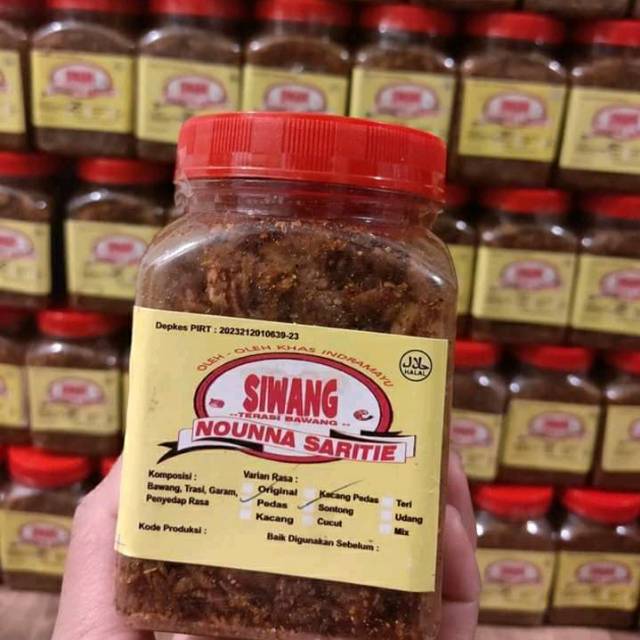 Depkes PIRT : 2023212010639-23
OLEH - OLEH KHAS INDRAMAYU
حلال
HALAL
SIWANG
..TERASI BAWANG..
NOUNNA SARITIE
Komposisi :
Bawang, Trasi, Garam,
Penyedap Rasa
Varian Rasa :
Original
Pedas
Kacang
Kacang Pedas
Sontong
Cucut
Teri
Udang
Mix
Kode Produksi :
Baik Digunakan Sebelum :